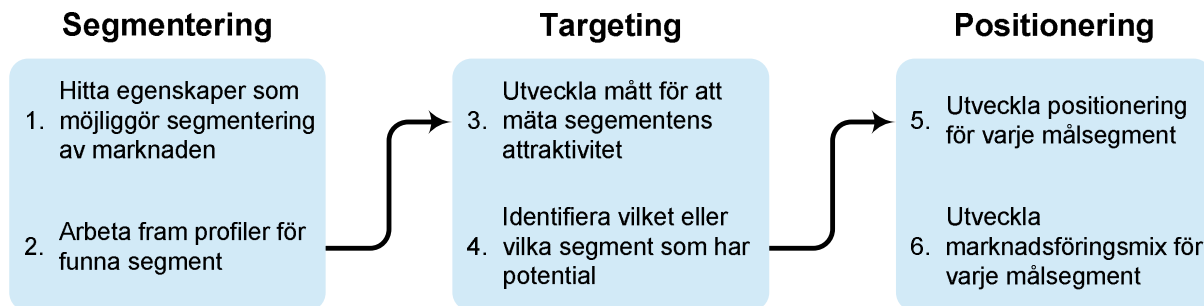 Segmentering
1. Hitta egenskaper som
möjliggör segmentering
av marknaden
2. Arbeta fram profiler för
funna segment
Targeting
3. Utveckla mått för att
mäta segementens
attraktivitet
4. Identifiera vilket eller
vilka segment som har
potential
Positionering
5. Utveckla positionering
för varje målsegment
6. Utveckla
marknadsföringsmix för
varje målsegment